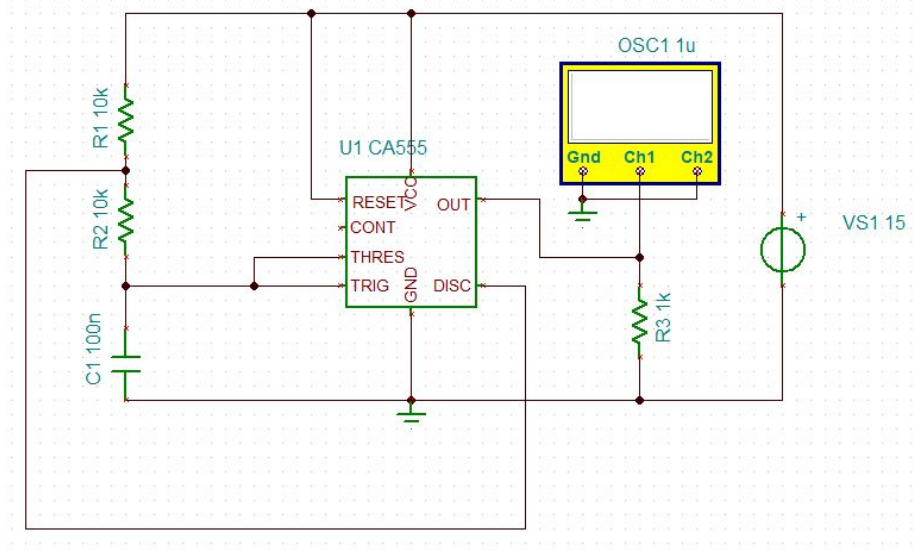 OSC1 1u
R1 10k
U1 CA555
Gnd Ch1 Ch2
RESET
VCC
OUT
R2 10k
CONT
+
VS1 15
THRES
TRIG
GND
DISC
C1 100n
R3 1k